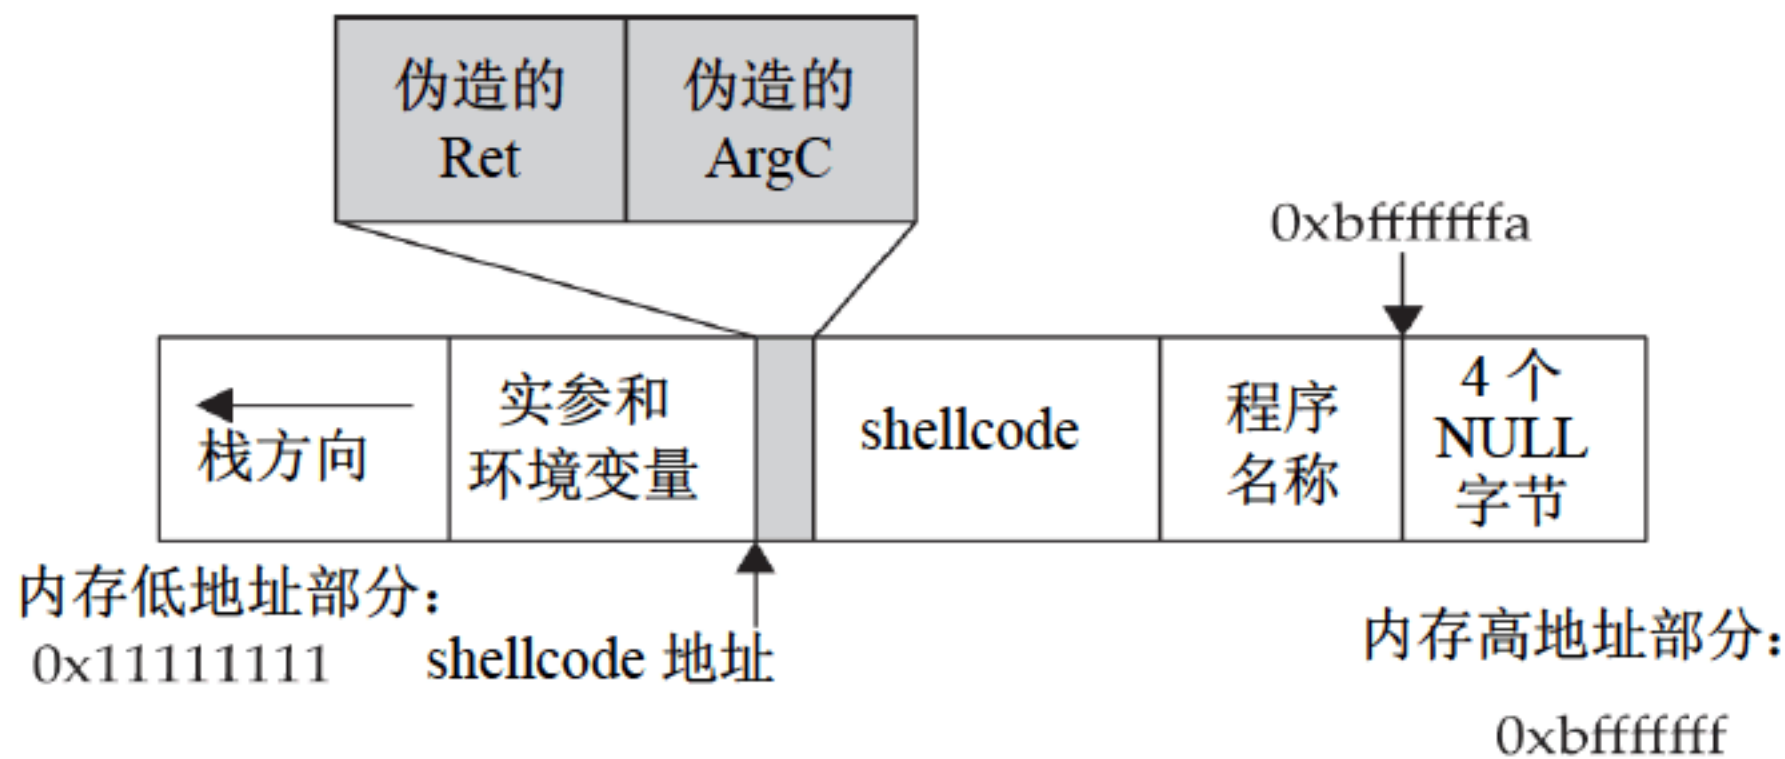 伪造的
Ret
伪造的
ArgC
0xbfffffffa
栈方向
实参和
环境变量
shellcode
程序
名称
4 个
NULL
字节
内存低地址部分：
0x11111111
shellcode 地址
内存高地址部分：
0xbfffffff